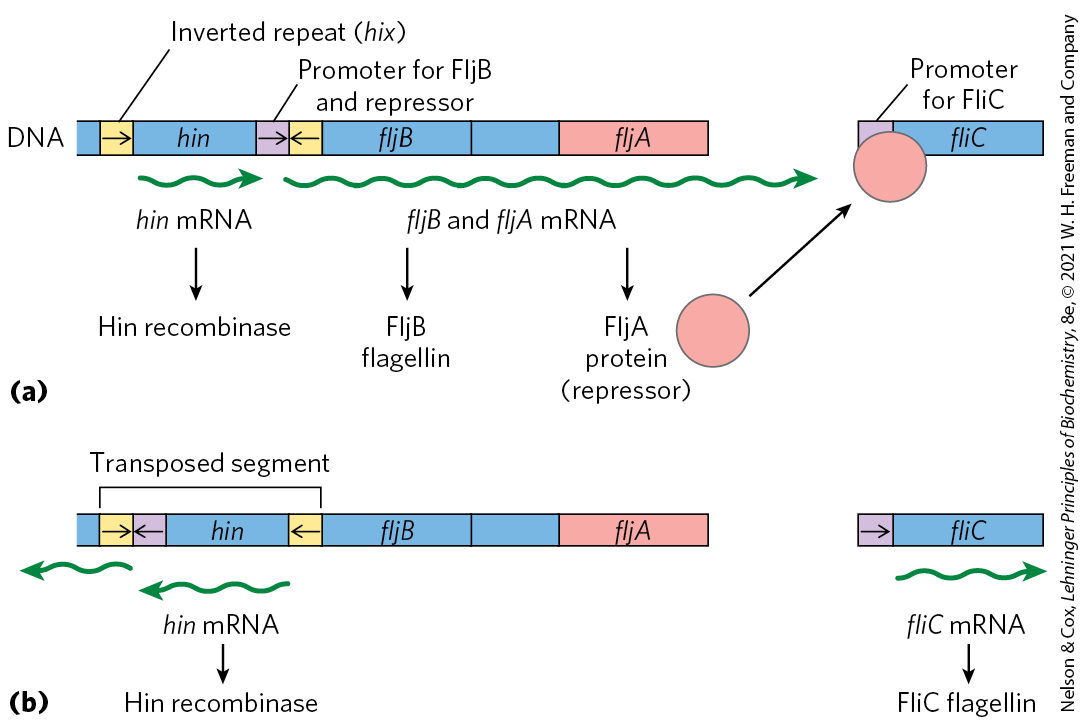 Inverted repeat (hix)
Promoter for FljB
and repressor
Promoter
for FliC
DNA
hin
fljB
fljA
fliC
hin mRNA
fljB and fljA mRNA
Hin recombinase
FljB
flagellin
FljA
protein
(repressor)
(a)
Transposed segment
hin
fljB
fljA
fliC
hin mRNA
fliC mRNA
Hin recombinase
FliC flagellin
(b)
Nelson & Cox, Lehninger Principles of Biochemistry, 8e, © 2021 W. H. Freeman and Company